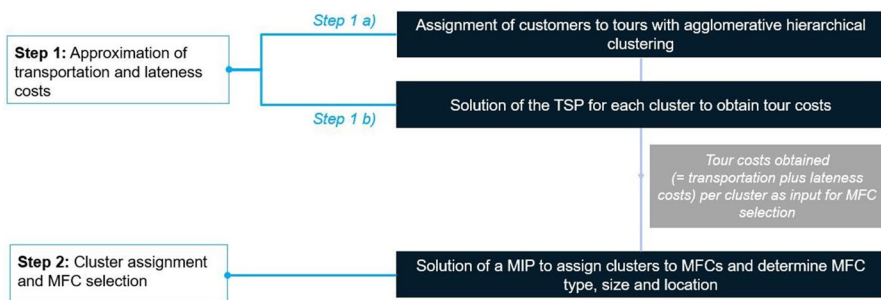 Step 1: Approximation of
transportation and lateness
costs
Step 1 a)
Assignment of customers to tours with agglomerative hierarchical
clustering
Step 1 b)
Solution of the TSP for each cluster to obtain tour costs
Tour costs obtained
(= transportation plus lateness
costs) per cluster as input for MFC
selection
Step 2: Cluster assignment
and MFC selection
Solution of a MIP to assign clusters to MFCs and determine MFC
type, size and location